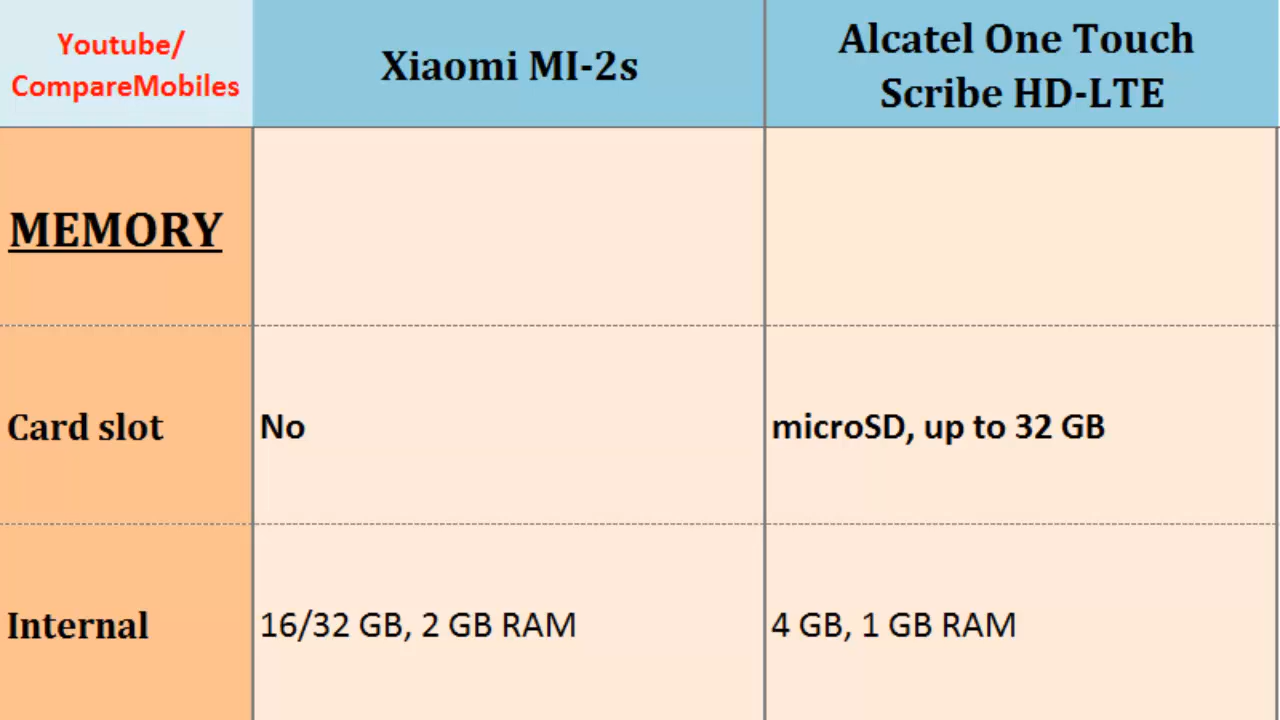 Youtube/
CompareMobiles
Xiaomi MI-2s
Alcatel One Touch
Scribe HD-LTE
MEMORY
Card slot
No
microSD, up to 32 GB
Internal
16/32 GB, 2 GB RAM
4 GB, 1 GB RAM